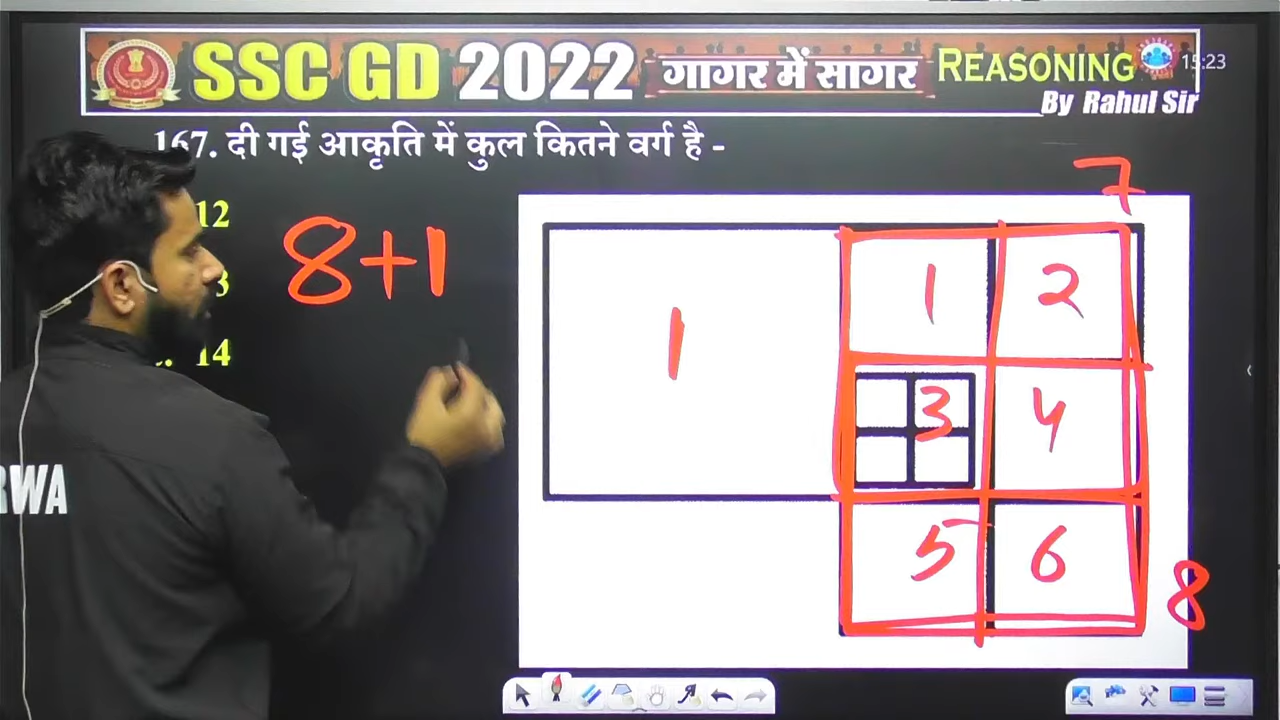 SSC GD 2022 गागर में सागर REASONING
15:23
By Rahul Sir
167. दी गई आकृति में कुल कितने वर्ग है -
12
3
14
8+1
7
1
1 2
3 4
5 6
8
RWA